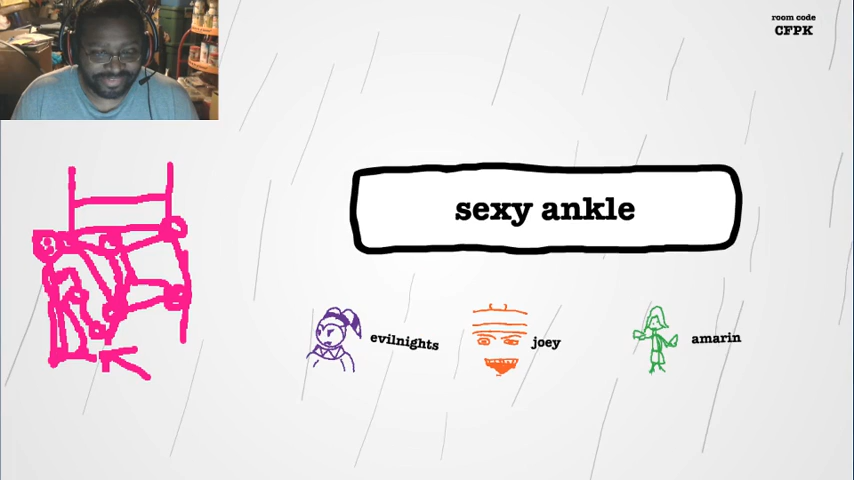 room code
CFPK
sexy ankle
evilnights
joey
amarin